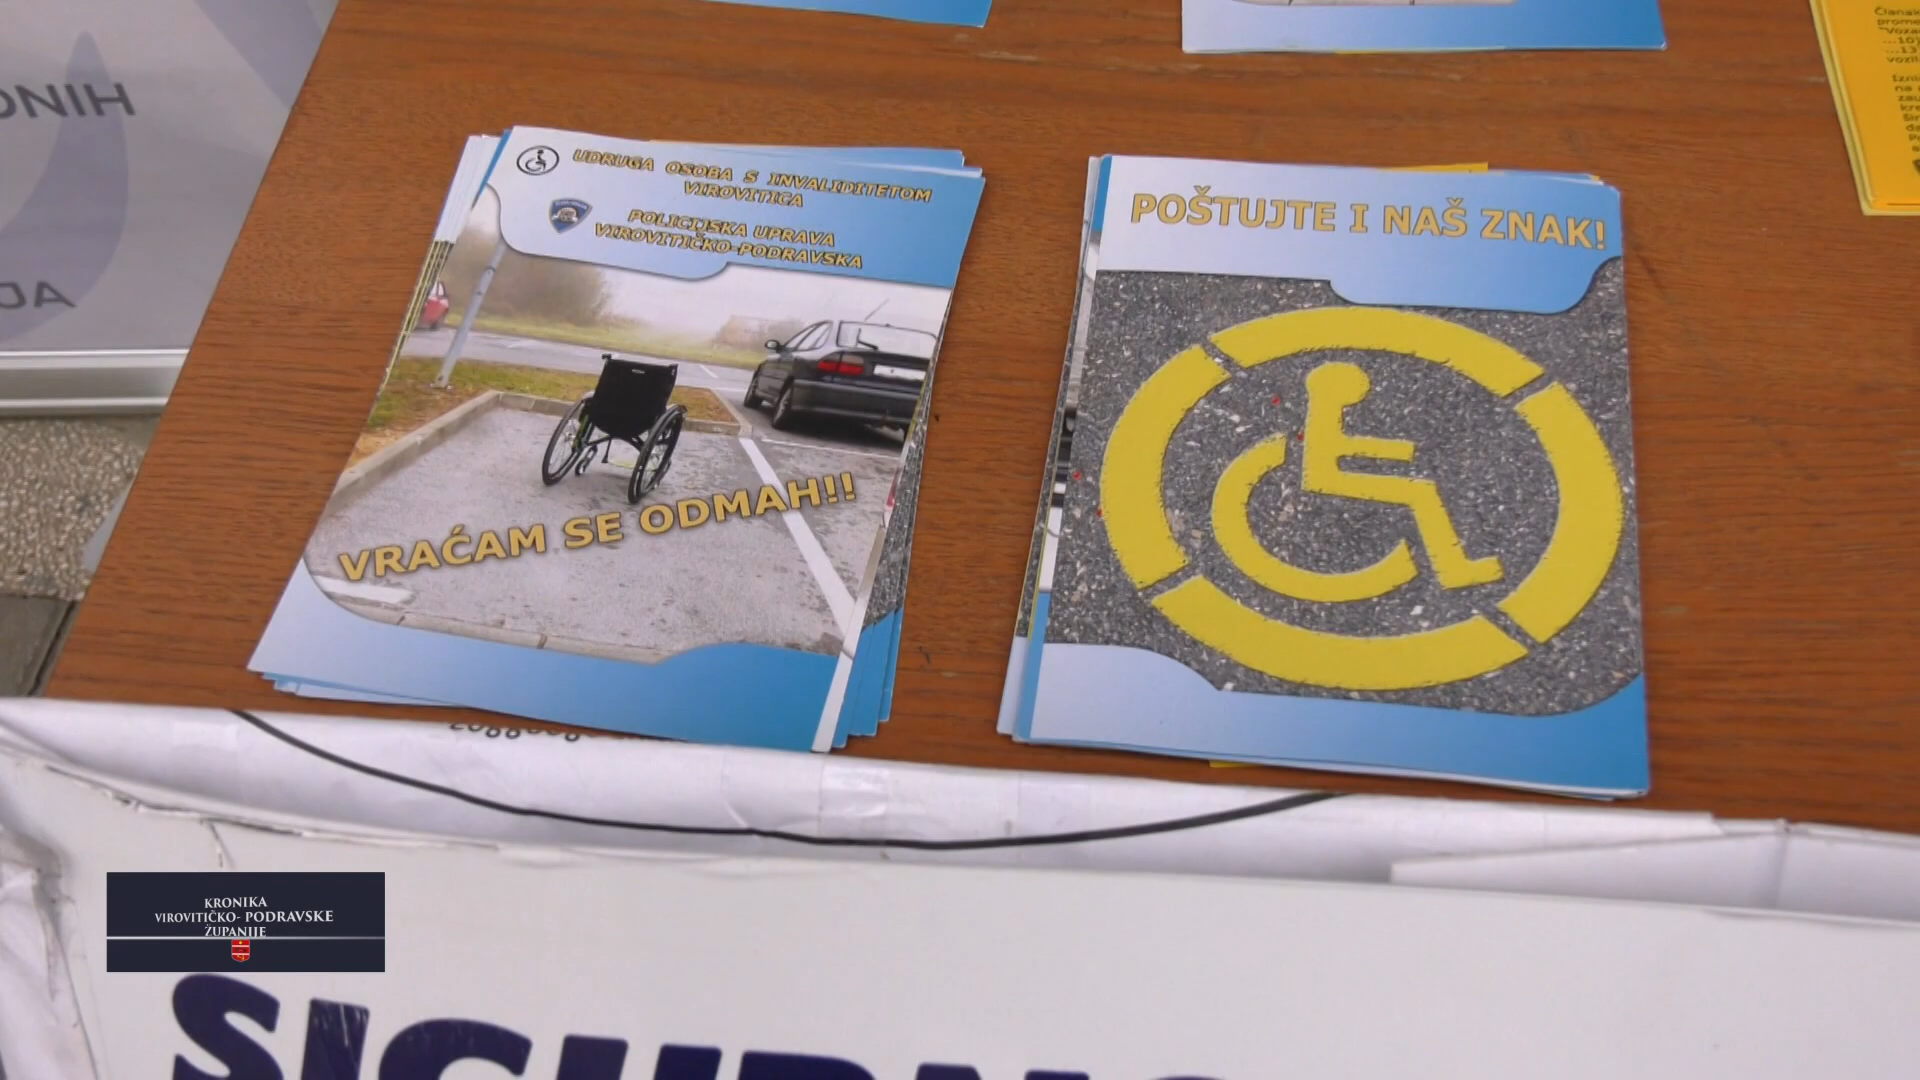 ONIH
JA
UDRUGA OSOBA S INVALIDITETOM
VIROVITICA
POLICIJSKA UPRAVA
VIROVITIČKO-PODRAVSKA
VRAĆAM SE ODMAH!!
POŠTUJTE I NAŠ ZNAK!
KRONIKA
VIROVITIČKO- PODRAVSKE
ŽUPANIJE